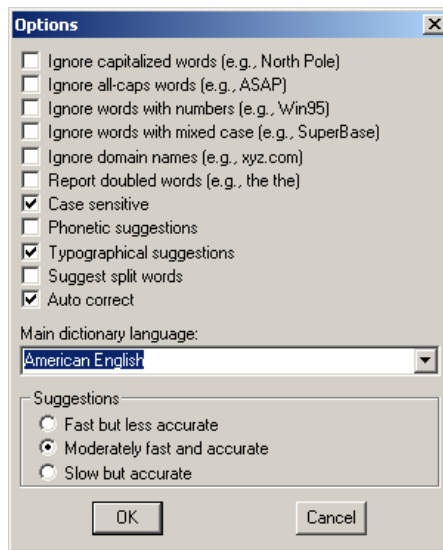 Options
Ignore capitalized words (e.g., North Pole)
Ignore all-caps words (e.g., ASAP)
Ignore words with numbers (e.g., Win95)
Ignore words with mixed case (e.g., SuperBase)
Ignore domain names (e.g., xyz.com)
Report doubled words (e.g., the the)
Case sensitive
Phonetic suggestions
Typographical suggestions
Suggest split words
Auto correct
Main dictionary language:
American English
Suggestions
Fast but less accurate
Moderately fast and accurate
Slow but accurate
OK Cancel